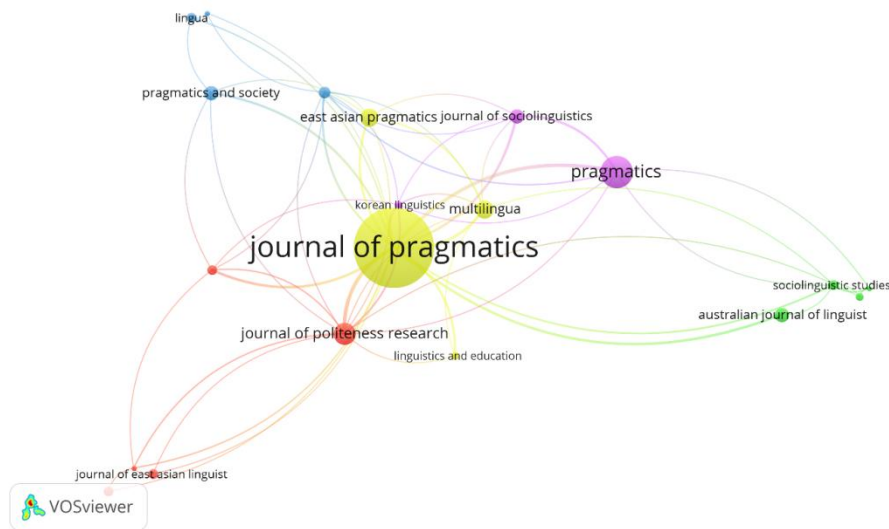 lingua
pragmatics and society
east asian pragmatics
journal of sociolinguistics
pragmatics
korean linguistics
multilingua
journal of pragmatics
sociolinguistic studies
australian journal of linguist
journal of politeness research
linguistics and education
journal of east asian linguist
VOSviewer